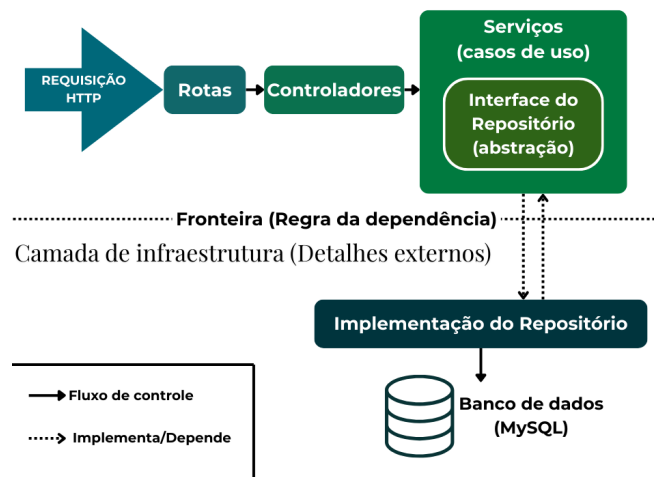 REQUISIÇÃO
HTTP
Rotas
Controladores
Serviços
(casos de uso)
Interface do
Repositório
(abstração)
Fronteira (Regra da dependência)
Camada de infraestrutura (Detalhes externos)
Implementação do Repositório
Banco de dados
(MySQL)
Fluxo de controle
Implementa/Depende